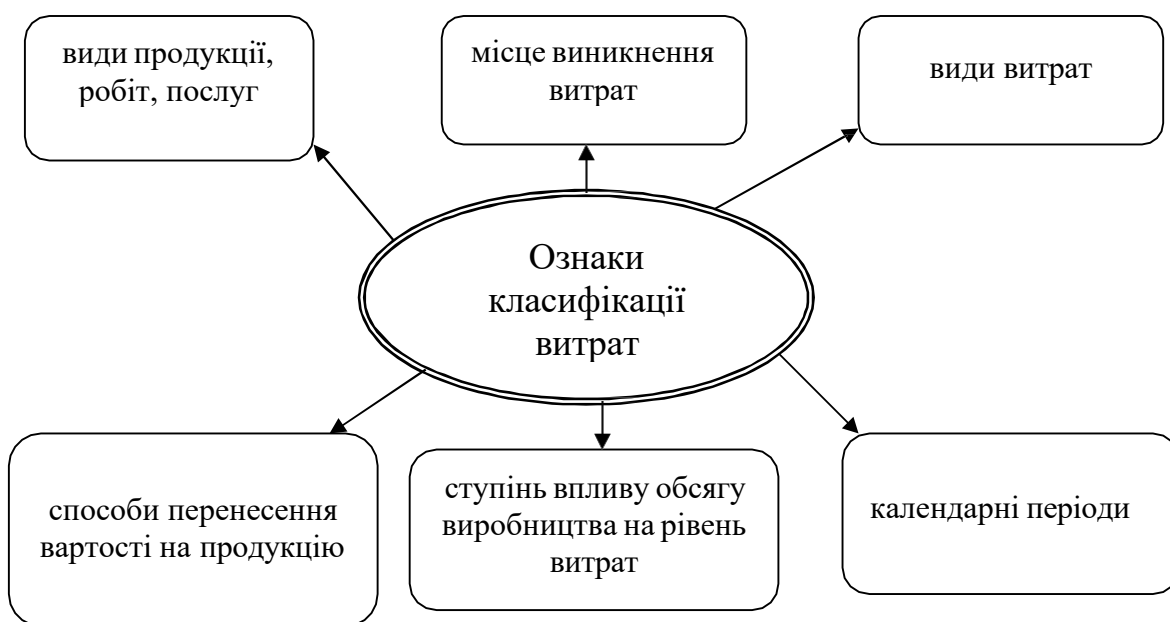 види продукції,
робіт, послуг
місце виникнення
витрат
види витрат
Ознаки
класифікації
витрат
способи перенесення
вартості на продукцію
ступінь впливу обсягу
виробництва на рівень
витрат
календарні періоди